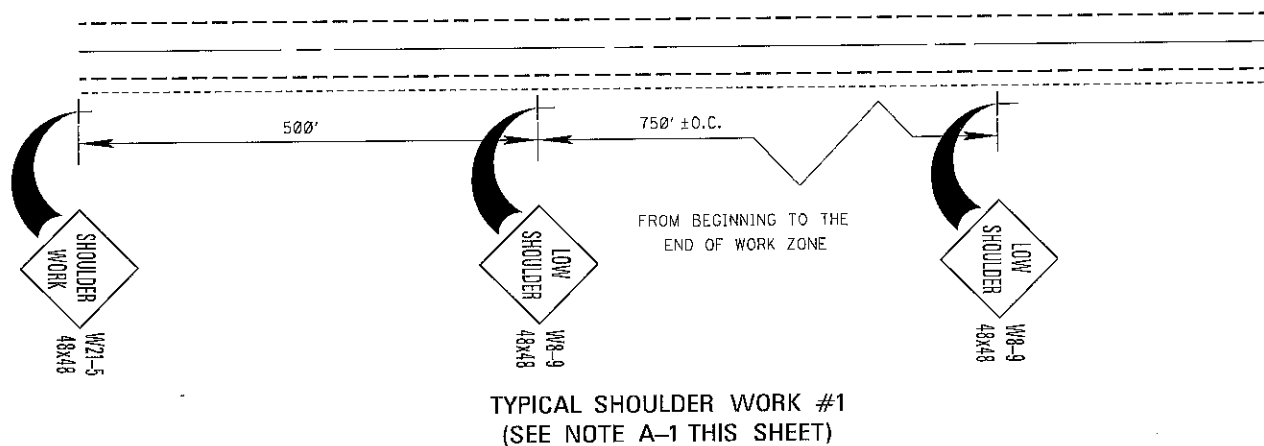 500'
750' ±O.C.
FROM BEGINNING TO THE
END OF WORK ZONE
SHOULDER
WORK
W21-5
48x48
LOW
SHOULDER
W8-9
48x48
LOW
SHOULDER
W8-9
48x48
TYPICAL SHOULDER WORK #1
(SEE NOTE A-1 THIS SHEET)